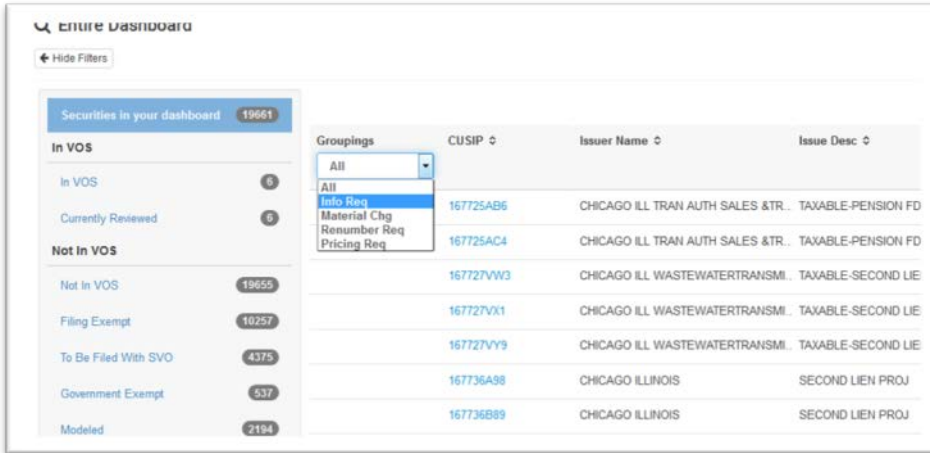 Entire Dashboard
Hide Filters
Securities in your dashboard 19661
In VOS
In VOS 6
Currently Reviewed 6
Not In VOS
Not In VOS 19655
Filing Exempt 10257
To Be Filed With SVO 4375
Government Exempt 537
Modeled 2194
Groupings CUSIP Issuer Name Issue Desc
All
All
Info Req
Material Chg
Renumber Req
Pricing Req
167725AB6 CHICAGO ILL TRAN AUTH SALES &TR... TAXABLE-PENSION FD
167725AC4 CHICAGO ILL TRAN AUTH SALES &TR... TAXABLE-PENSION FD
167727VW3 CHICAGO ILL WASTEWATERTRANSMI... TAXABLE-SECOND LIE
167727VX1 CHICAGO ILL WASTEWATERTRANSMI... TAXABLE-SECOND LIE
167727VY9 CHICAGO ILL WASTEWATERTRANSMI... TAXABLE-SECOND LIE
167736A98 CHICAGO ILLINOIS SECOND LIEN PROJ
167736B89 CHICAGO ILLINOIS SECOND LIEN PROJ